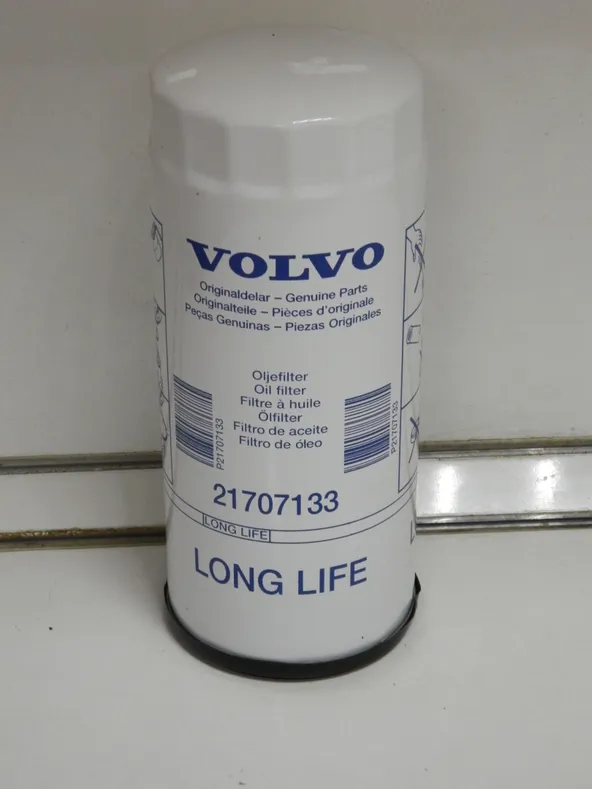 VOLVO
Originaldelar – Genuine Parts
Originalteile – Pièces d'originale
Peças Genuinas – Piezas Originales
Oljefilter
Oil filter
Filtre à huile
Ölfilter
Filtro de aceite
Filtro de óleo
P21707133
P21707133
21707133
LONG LIFE
LONG LIFE